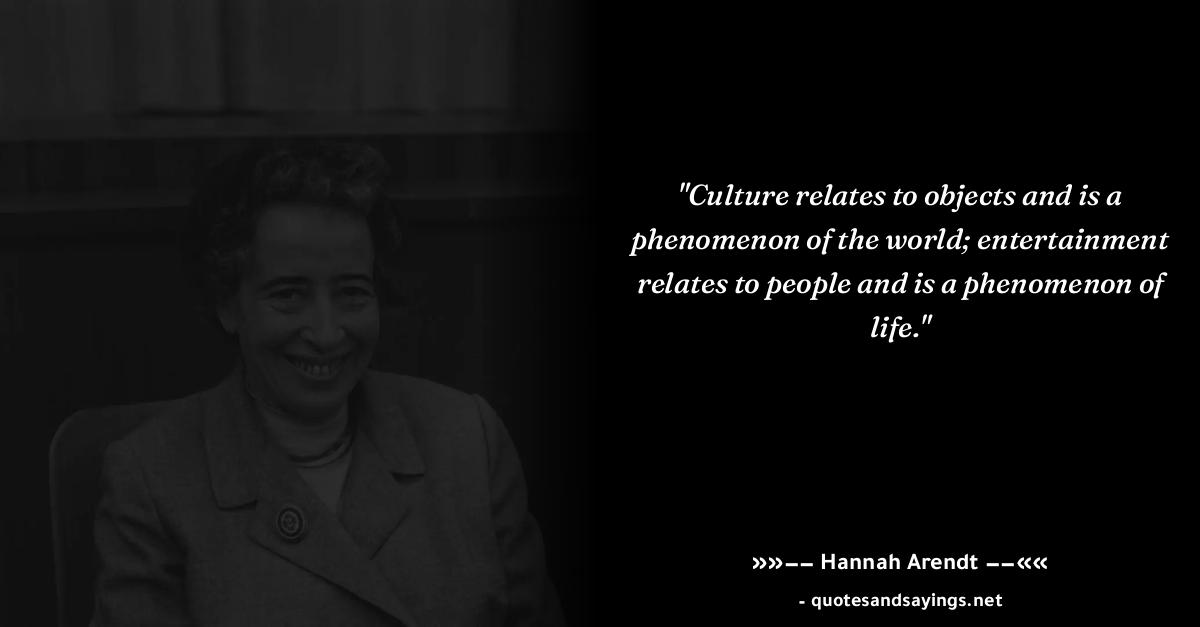 "Culture relates to objects and is a
phenomenon of the world; entertainment
relates to people and is a phenomenon of
life."
»»−− Hannah Arendt −−««
- quotesandsayings.net